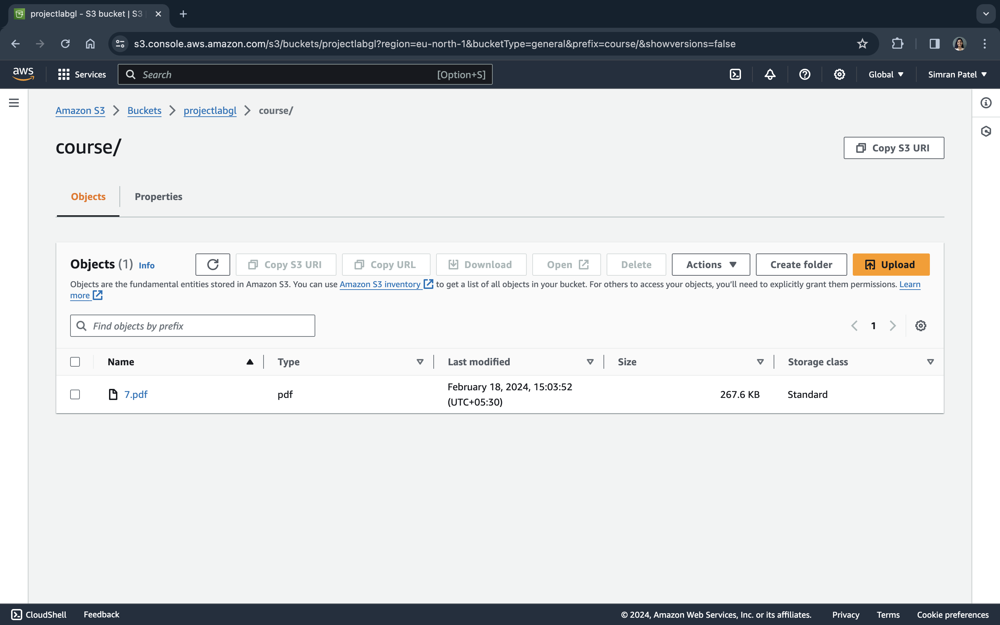 projectlabgl - S3 bucket | S3
s3.console.aws.amazon.com/s3/buckets/projectlabgl?region=eu-north-1&bucketType=general&prefix=course/&showversions=false
aws Services Search [Option+S] Global Simran Patel
Amazon S3 Buckets projectlabgl course/
course/
Copy S3 URI
Objects Properties
Objects (1) Info Copy S3 URI Copy URL Download Open Delete Actions Create folder Upload
Objects are the fundamental entities stored in Amazon S3. You can use Amazon S3 inventory to get a list of all objects in your bucket. For others to access your objects, you’ll need to explicitly grant them permissions. Learn
more
Find objects by prefix
1
Name Type Last modified Size Storage class
7.pdf pdf February 18, 2024, 15:03:52 267.6 KB Standard
(UTC+05:30)
CloudShell Feedback © 2024, Amazon Web Services, Inc. or its affiliates. Privacy Terms Cookie preferences